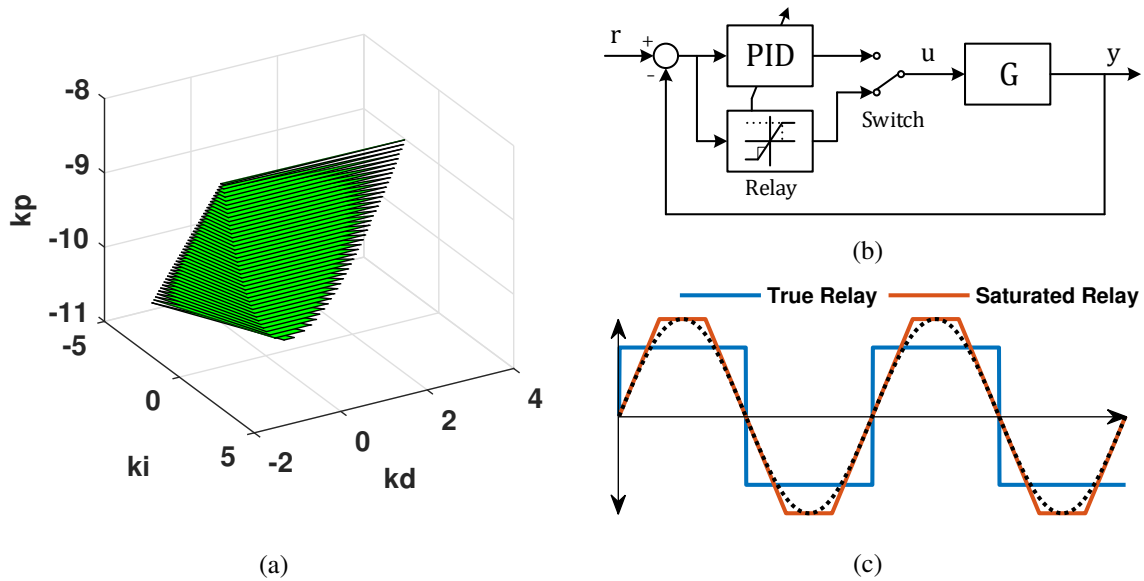 -8
-9
-10
-11
kp
-5
0
5
ki
-2
0
2
4
kd
(a)
r
+
-
PID
u
G
y
Switch
Relay
(b)
True Relay
Saturated Relay
(c)